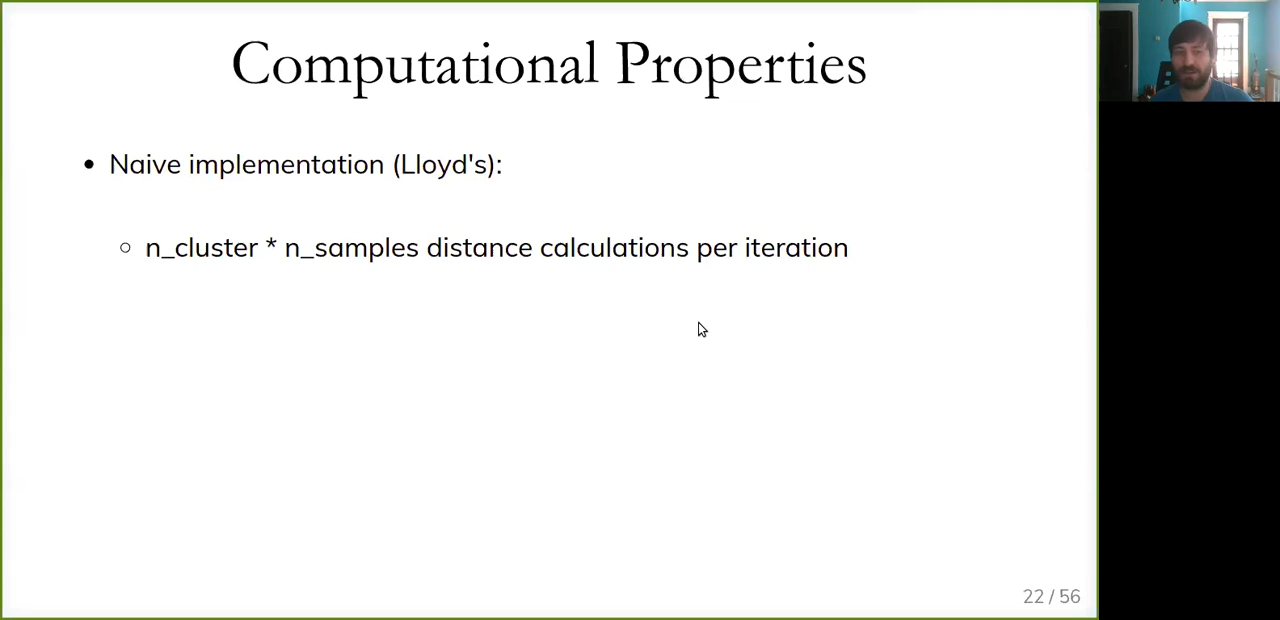 Computational Properties
Naive implementation (Lloyd's):
n_cluster * n_samples distance calculations per iteration
22 / 56